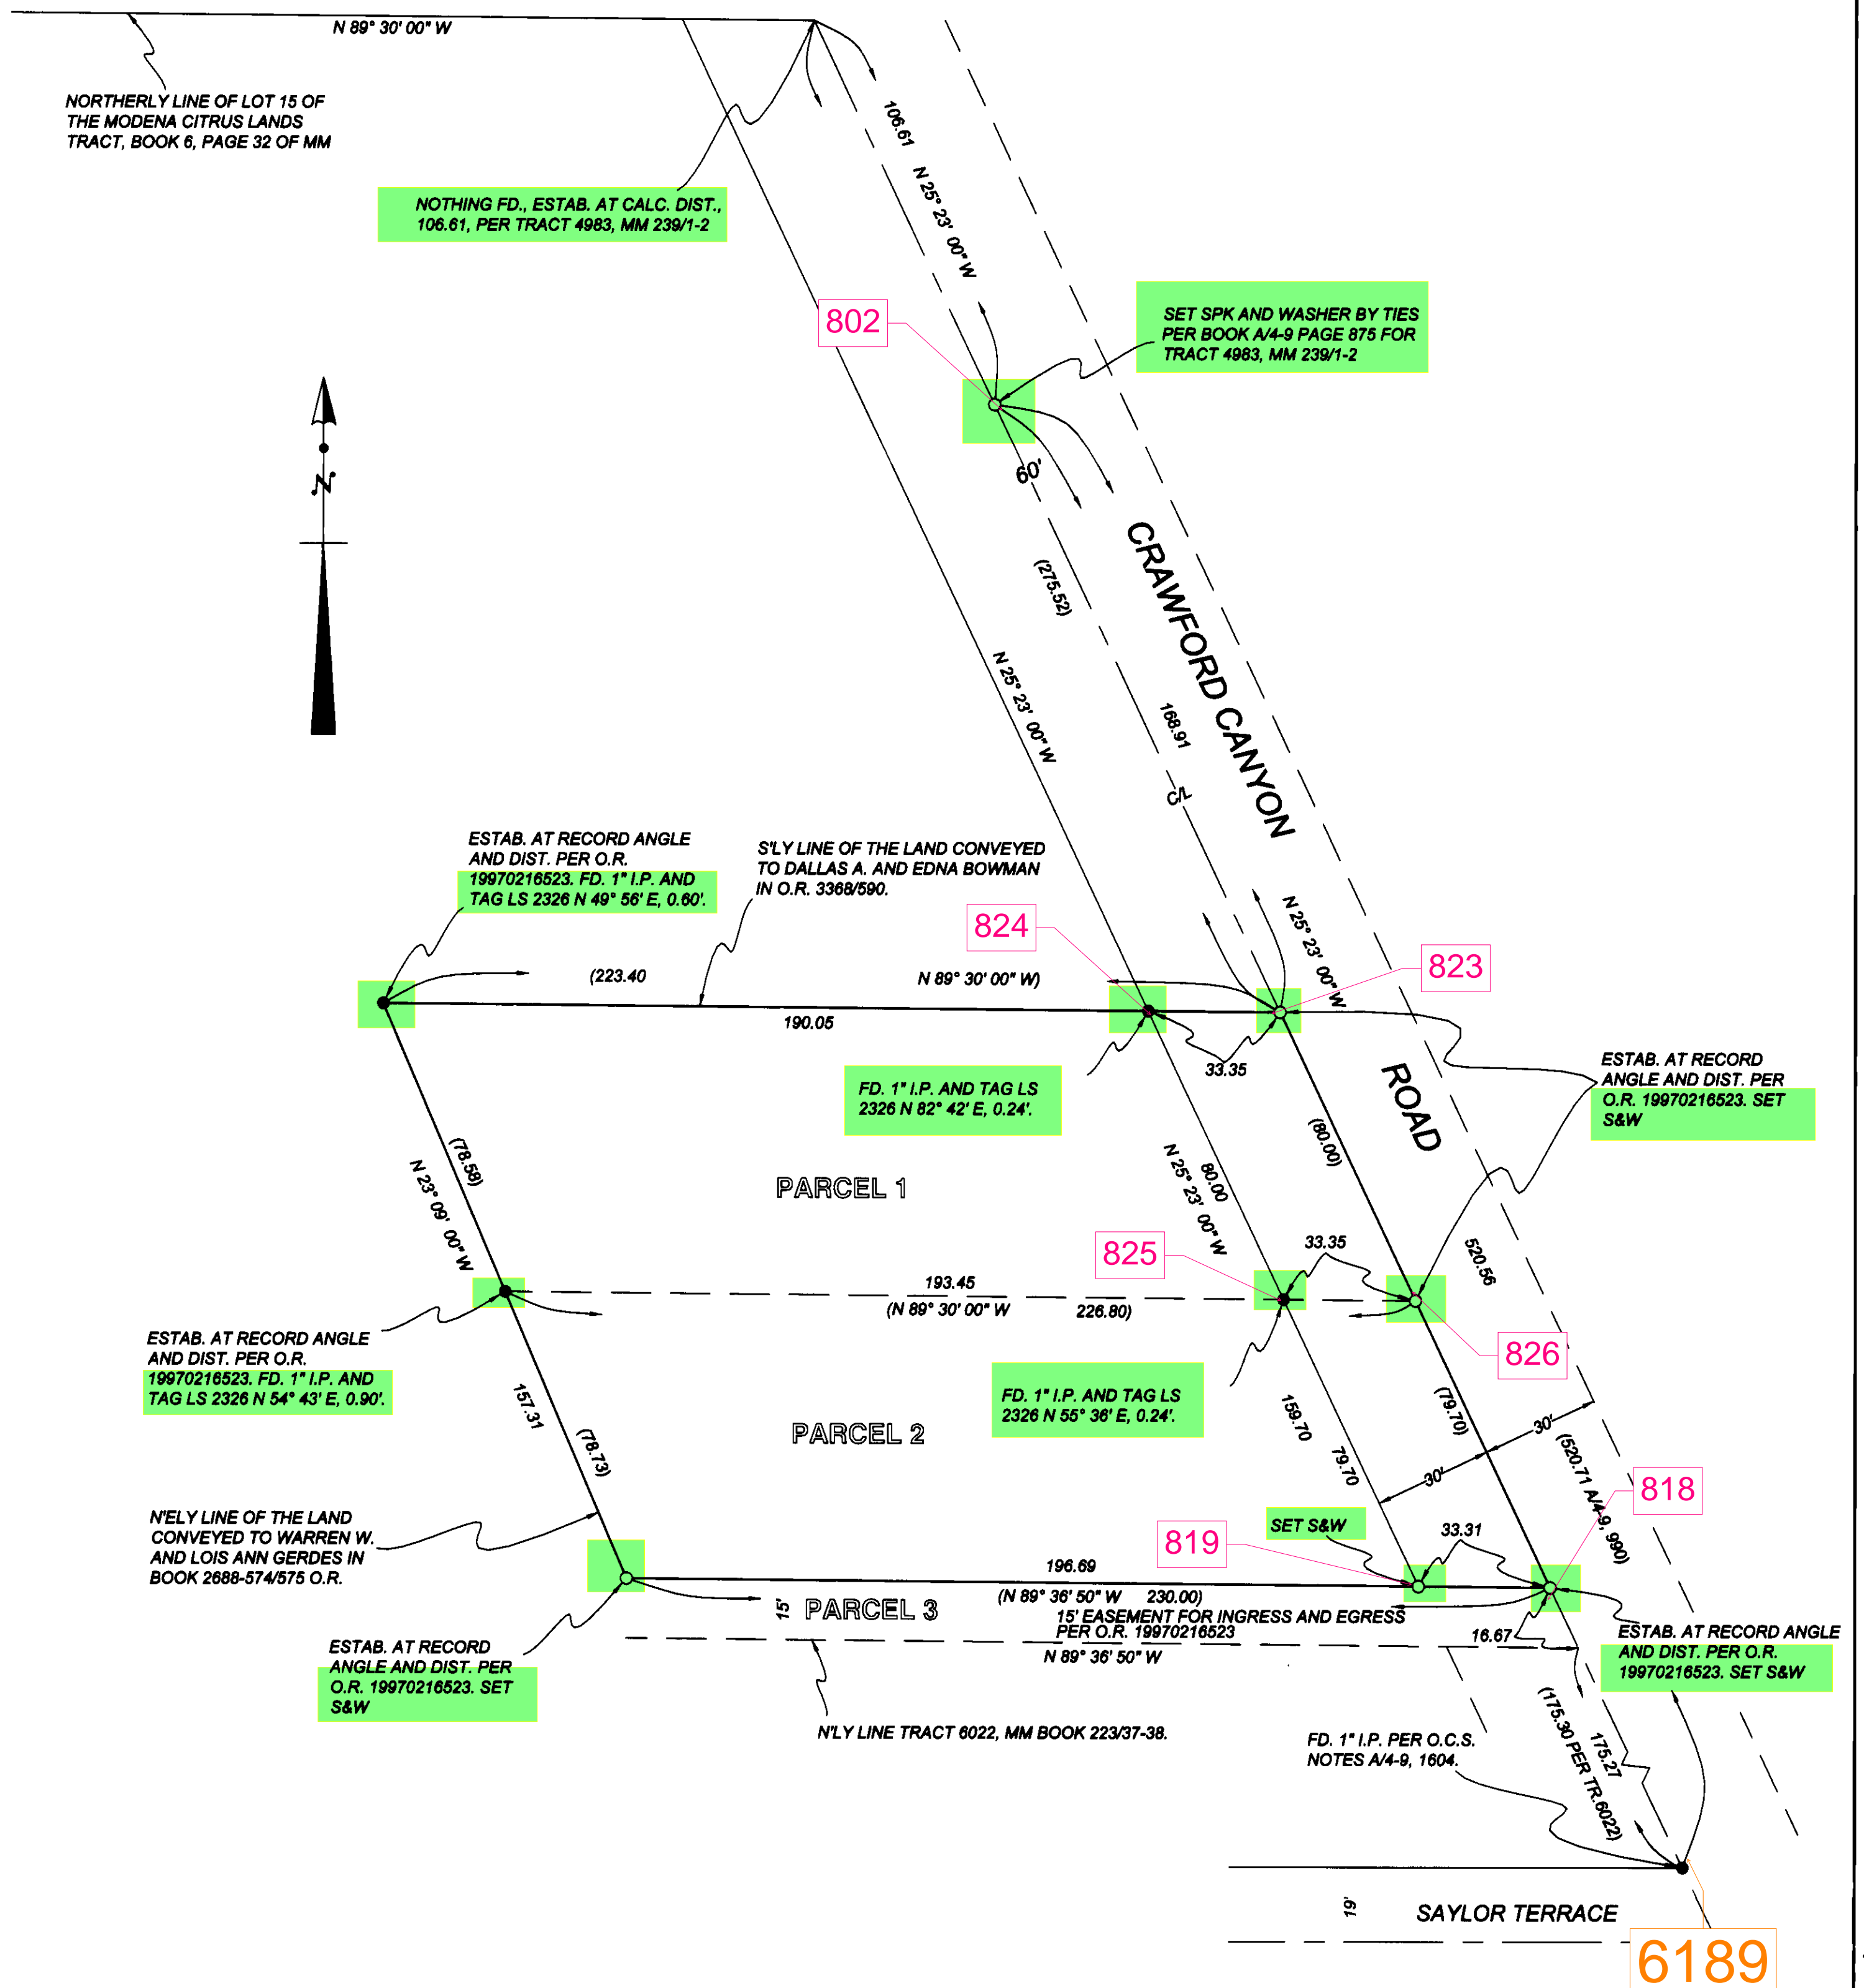 N 89° 30' 00" W
NORTHERLY LINE OF LOT 15 OF
THE MODENA CITRUS LANDS
TRACT, BOOK 6, PAGE 32 OF MM
106.61 N 25° 23' 00" W
NOTHING FD., ESTAB. AT CALC. DIST.,
106.61, PER TRACT 4983, MM 239/1-2
802
SET SPK AND WASHER BY TIES
PER BOOK A/4-9 PAGE 875 FOR
TRACT 4983, MM 239/1-2
N
60'
(275.52)
CRAWFORD CANYON
ROAD
N 25° 23' 00" W
168.91
C/L
ESTAB. AT RECORD ANGLE
AND DIST. PER O.R.
19970216523. FD. 1" I.P. AND
TAG LS 2326 N 49° 56' E, 0.60'.
S'LY LINE OF THE LAND CONVEYED
TO DALLAS A. AND EDNA BOWMAN
IN O.R. 3368/590.
824
823
N 25° 23' 00" W
(223.40 N 89° 30' 00" W)
190.05
33.35
FD. 1" I.P. AND TAG LS
2326 N 82° 42' E, 0.24'.
ESTAB. AT RECORD
ANGLE AND DIST. PER
O.R. 19970216523. SET
S&W
(78.58)
N 23° 09' 00" W
PARCEL 1
80.00
N 25° 23' 00" W
(80.00)
825
33.35
520.56
193.45
(N 89° 30' 00" W 226.80)
826
ESTAB. AT RECORD ANGLE
AND DIST. PER O.R.
19970216523. FD. 1" I.P. AND
TAG LS 2326 N 54° 43' E, 0.90'.
FD. 1" I.P. AND TAG LS
2326 N 55° 36' E, 0.24'.
157.31
(78.73)
PARCEL 2
159.70
79.70
(79.70)
30'
30'
(520.71 A/4-9, 990)
818
N'ELY LINE OF THE LAND
CONVEYED TO WARREN W.
AND LOIS ANN GERDES IN
BOOK 2688-574/575 O.R.
SET S&W
819
33.31
196.69
(N 89° 36' 50" W 230.00)
15'
PARCEL 3
15' EASEMENT FOR INGRESS AND EGRESS
PER O.R. 19970216523
16.67
N 89° 36' 50" W
ESTAB. AT RECORD
ANGLE AND DIST. PER
O.R. 19970216523. SET
S&W
ESTAB. AT RECORD ANGLE
AND DIST. PER O.R.
19970216523. SET S&W
N'LY LINE TRACT 6022, MM BOOK 223/37-38.
FD. 1" I.P. PER O.C.S.
NOTES A/4-9, 1604.
175.27
(175.30 PER TR.6022)
19'
SAYLOR TERRACE
6189